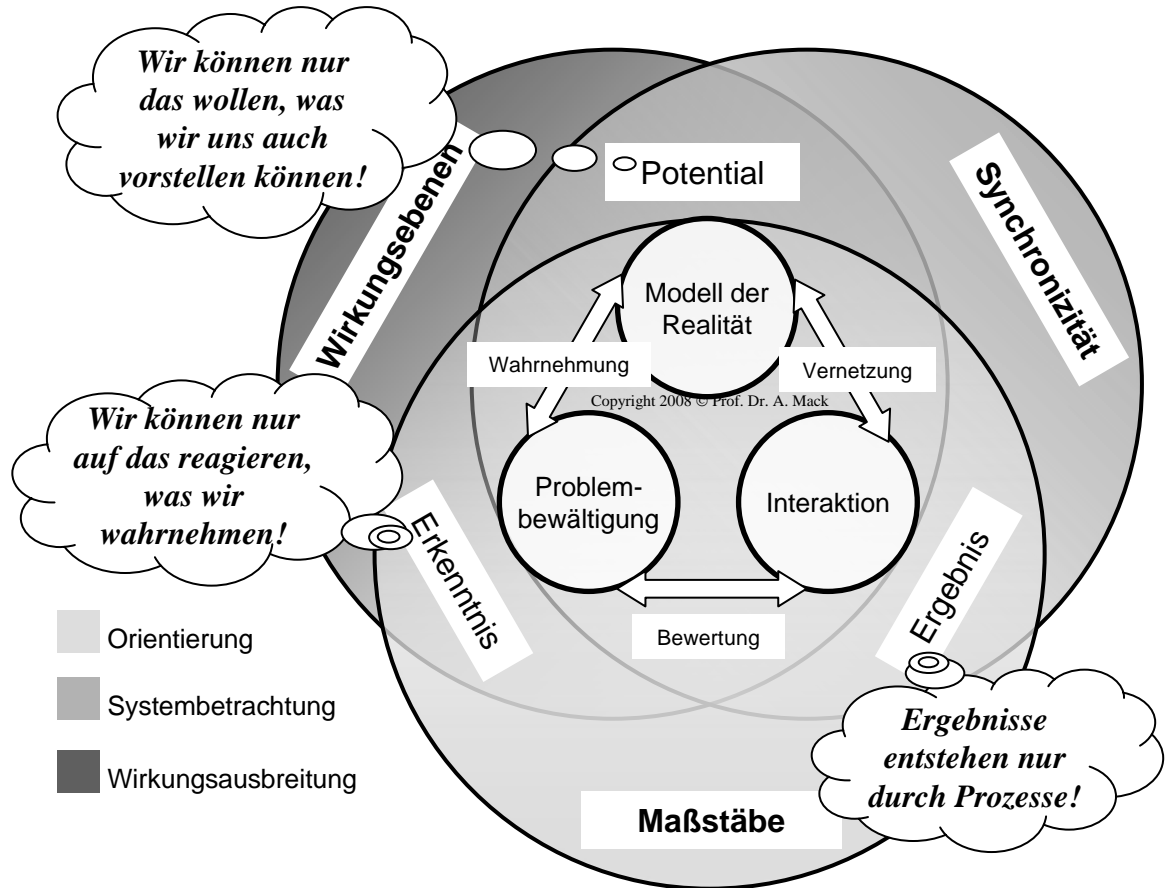 Wir können nur
das wollen, was
wir uns auch
vorstellen können!
Wirkungsebenen
Potential
Synchronizität
Modell der
Realität
Wahrnehmung
Vernetzung
Copyright 2008 © Prof. Dr. A. Mack
Wir können nur
auf das reagieren,
was wir
wahrnehmen!
Problem-
bewältigung
Interaktion
Erkenntnis
Ergebnis
Bewertung
Orientierung
Systembetrachtung
Wirkungsausbreitung
Ergebnisse
entstehen nur
durch Prozesse!
Maßstäbe